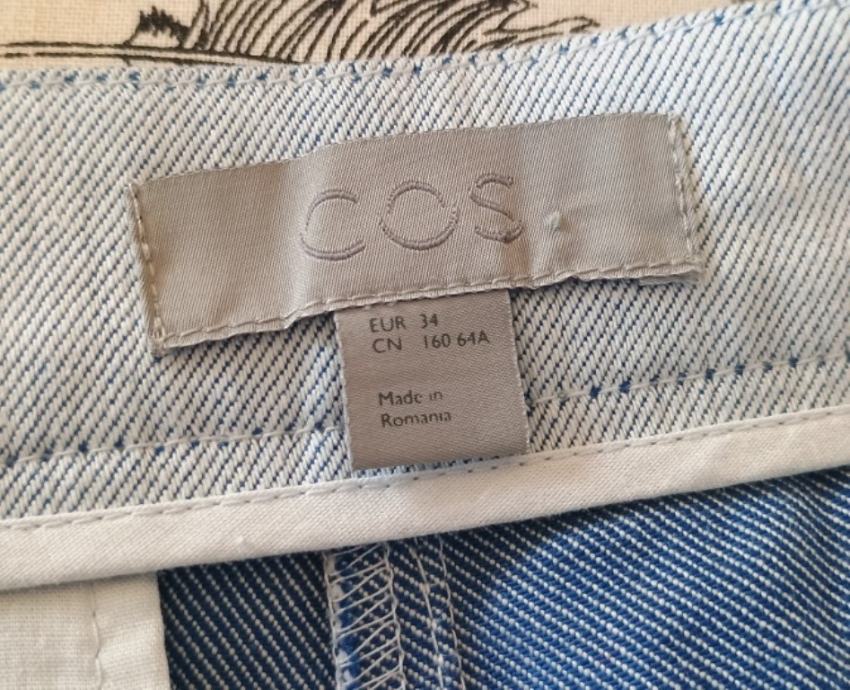 COS
EUR 34
CN 160 64A
Made in
Romania